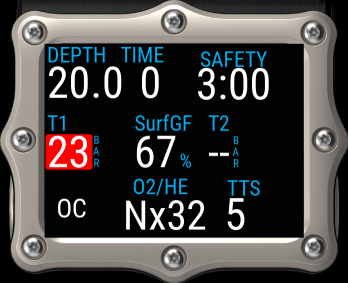 DEPTH TIME SAFETY
20.0 0 3:00
T1 SurfGF T2
23 BAR 67% -- BAR
O2/HE TTS
OC Nx32 5